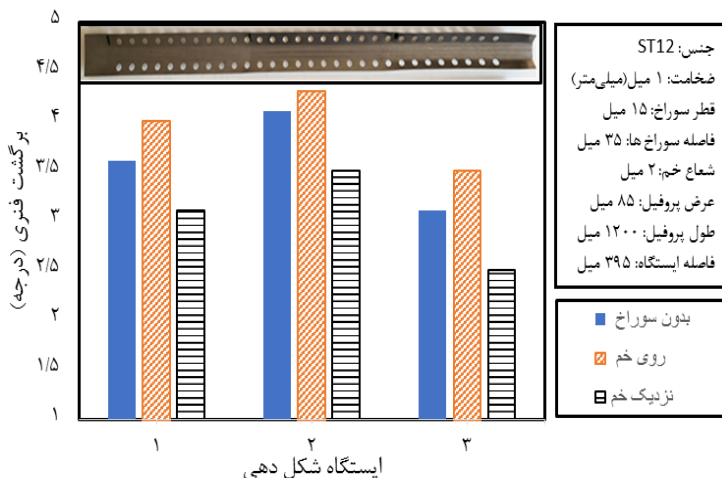 ۵
۴/۵
۴
۳/۵
۳
۲/۵
۲
۱/۵
۱
برگشت فنری (درجه)
۱
۲
۳
ایستگاه شکل دهی
جنس: ST12
ضخامت: ۱ میل(میلی‌متر)
قطر سوراخ: ۱۵ میل
فاصله سوراخ ها: ۳۵ میل
شعاع خم: ۲ میل
عرض پروفیل: ۸۵ میل
طول پروفیل: ۱۲۰۰ میل
فاصله ایستگاه: ۳۹۵ میل
بدون سوراخ
روی خم
نزدیک خم